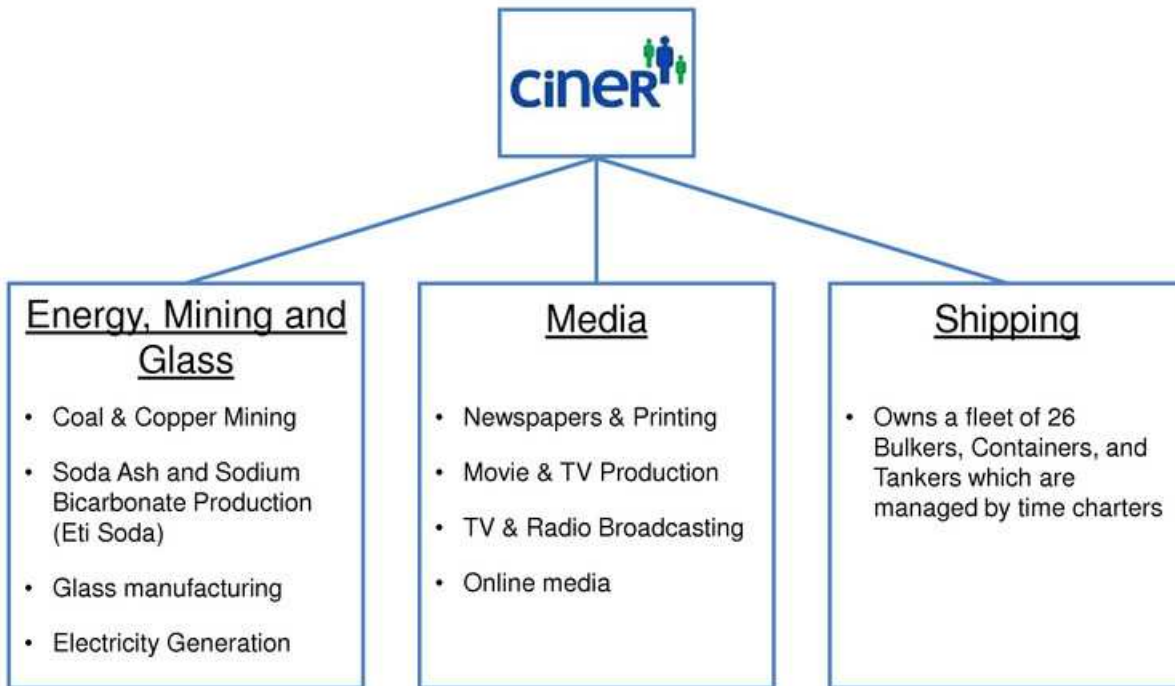 ciner
Energy, Mining and
Glass
• Coal & Copper Mining
• Soda Ash and Sodium
Bicarbonate Production
(Eti Soda)
• Glass manufacturing
• Electricity Generation
Media
• Newspapers & Printing
• Movie & TV Production
• TV & Radio Broadcasting
• Online media
Shipping
• Owns a fleet of 26
Bulkers, Containers, and
Tankers which are
managed by time charters